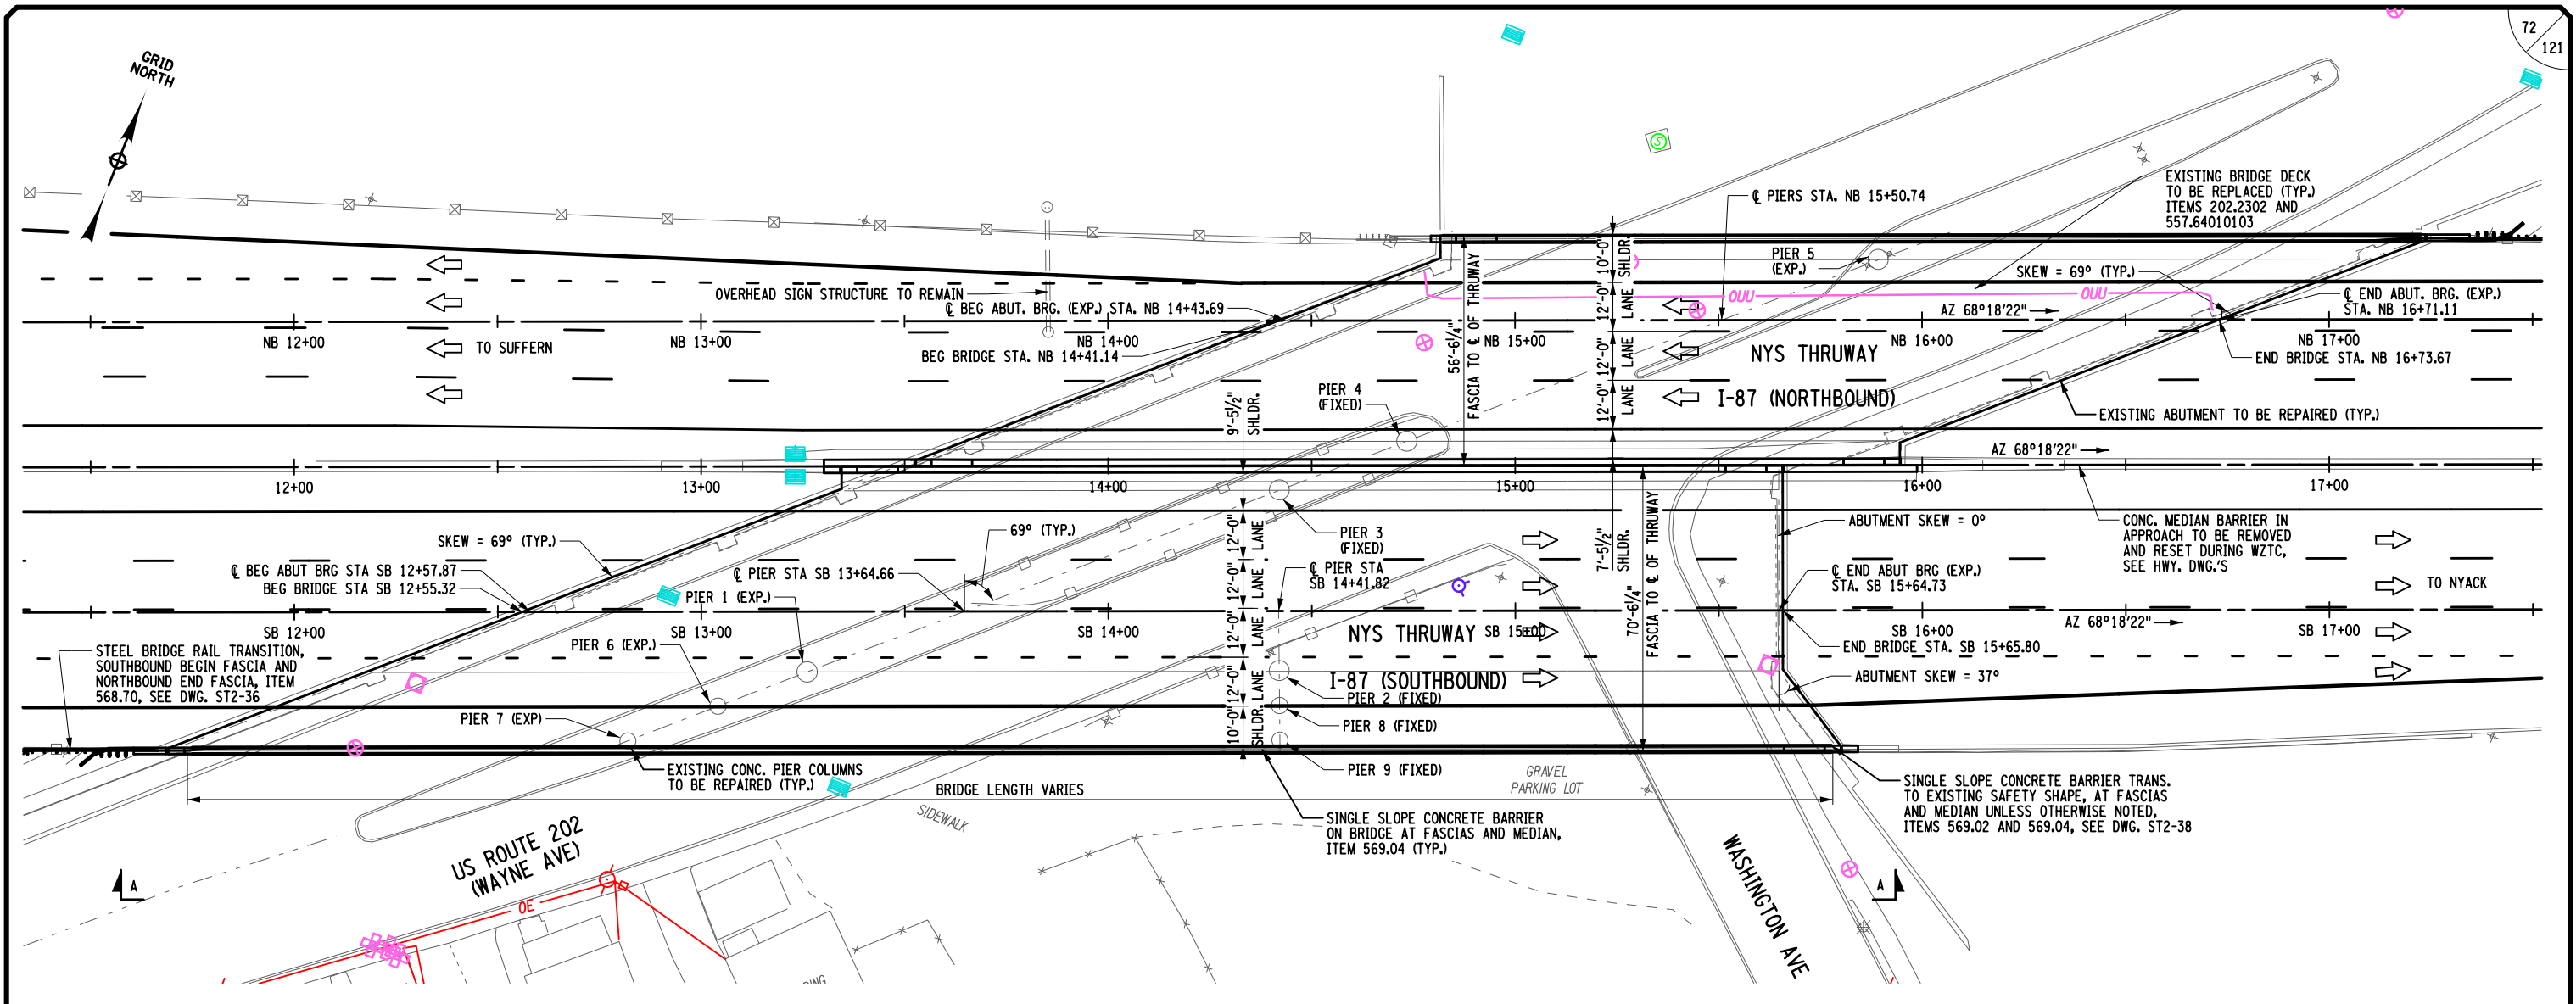 72
121
GRID
NORTH
℄ PIERS STA. NB 15+50.74
EXISTING BRIDGE DECK
TO BE REPLACED (TYP.)
ITEMS 202.2302 AND
557.64010103
PIER 5
(EXP.)
SKEW = 69° (TYP.)
10'-0"
SHLDR.
12'-0"
LANE
12'-0"
LANE
12'-0"
LANE
56'-6¼"
FASCIA TO ℄ OF THRUWAY
OVERHEAD SIGN STRUCTURE TO REMAIN
℄ BEG ABUT. BRG. (EXP.) STA. NB 14+43.69
OUU
OUU
℄ END ABUT. BRG. (EXP.)
STA. NB 16+71.11
AZ 68°18'22"
NB 12+00
NB 13+00
NB 14+00
NB 15+00
NB 16+00
NB 17+00
TO SUFFERN
BEG BRIDGE STA. NB 14+41.14
NYS THRUWAY
I-87 (NORTHBOUND)
END BRIDGE STA. NB 16+73.67
PIER 4
(FIXED)
9'-5½"
SHLDR.
EXISTING ABUTMENT TO BE REPAIRED (TYP.)
AZ 68°18'22"
12+00
13+00
14+00
15+00
16+00
17+00
SKEW = 69° (TYP.)
69° (TYP.)
PIER 3
(FIXED)
12'-0"
LANE
12'-0"
LANE
12'-0"
LANE
12'-0"
LANE
10'-0"
SHLDR.
7'-5½"
SHLDR.
70'-6¼"
FASCIA TO ℄ OF THRUWAY
ABUTMENT SKEW = 0°
CONC. MEDIAN BARRIER IN
APPROACH TO BE REMOVED
AND RESET DURING WZTC,
SEE HWY. DWG.'S
℄ BEG ABUT BRG STA SB 12+57.87
BEG BRIDGE STA SB 12+55.32
℄ PIER STA SB 13+64.66
℄ PIER STA
SB 14+41.82
℄ END ABUT BRG (EXP.)
STA. SB 15+64.73
TO NYACK
PIER 1 (EXP.)
SB 12+00
SB 13+00
SB 14+00
SB 15+00
SB 16+00
SB 17+00
AZ 68°18'22"
PIER 6 (EXP.)
NYS THRUWAY
I-87 (SOUTHBOUND)
END BRIDGE STA. SB 15+65.80
STEEL BRIDGE RAIL TRANSITION,
SOUTHBOUND BEGIN FASCIA AND
NORTHBOUND END FASCIA, ITEM
568.70, SEE DWG. ST2-36
ABUTMENT SKEW = 37°
PIER 2 (FIXED)
PIER 7 (EXP)
PIER 8 (FIXED)
PIER 9 (FIXED)
EXISTING CONC. PIER COLUMNS
TO BE REPAIRED (TYP.)
BRIDGE LENGTH VARIES
GRAVEL
PARKING LOT
SINGLE SLOPE CONCRETE BARRIER TRANS.
TO EXISTING SAFETY SHAPE, AT FASCIAS
AND MEDIAN UNLESS OTHERWISE NOTED,
ITEMS 569.02 AND 569.04, SEE DWG. ST2-38
SIDEWALK
SINGLE SLOPE CONCRETE BARRIER
ON BRIDGE AT FASCIAS AND MEDIAN,
ITEM 569.04 (TYP.)
US ROUTE 202
(WAYNE AVE)
WASHINGTON AVE
A
A
OE
S